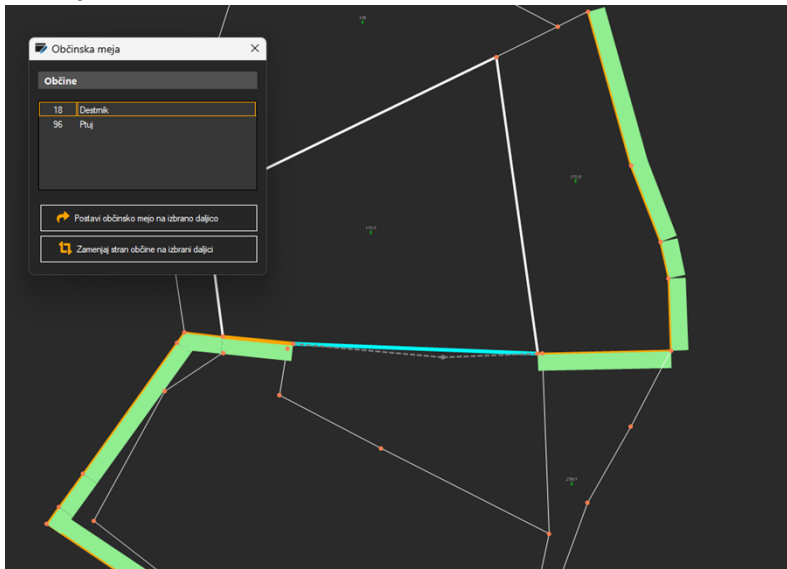 Občinska meja
Občine
18 Destrnik
96 Ptuj
Postavi občinsko mejo na izbrano daljico
Zamenjaj stran občine na izbrani daljici